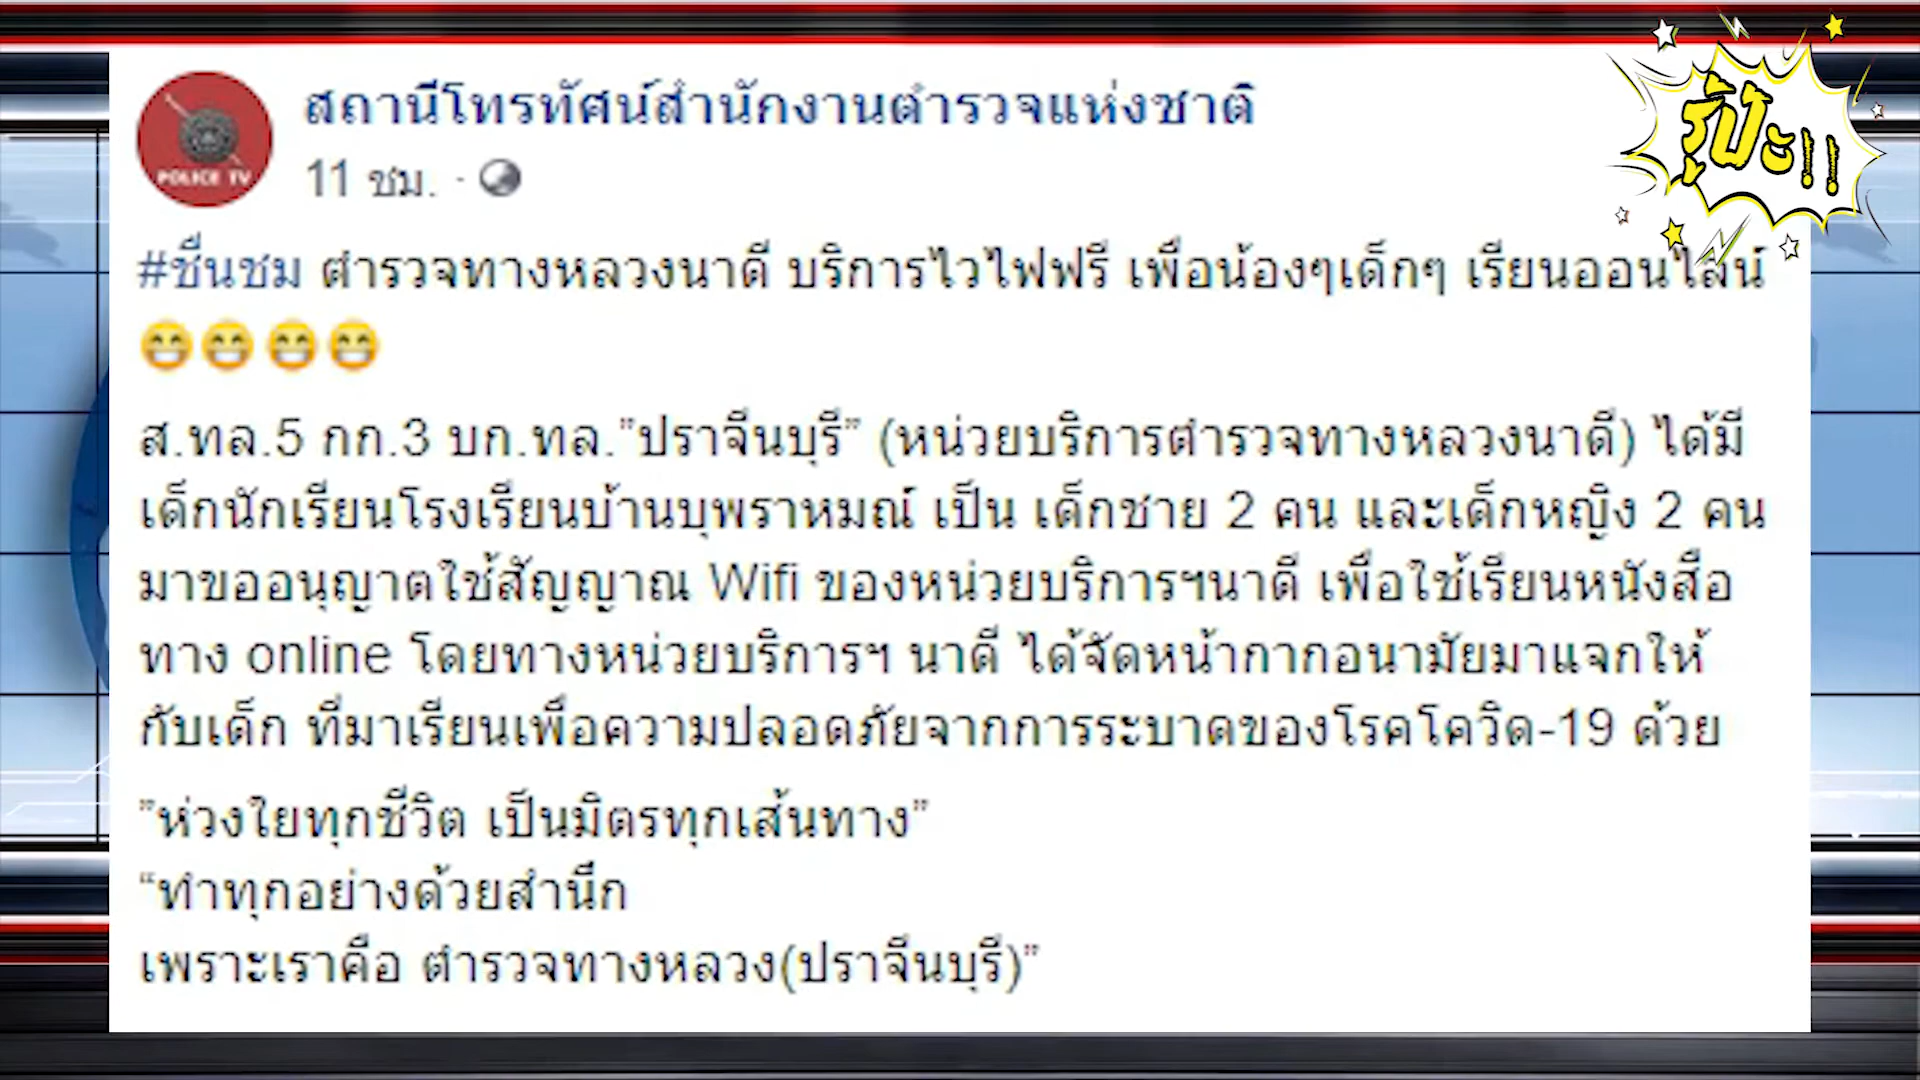 สถานีโทรทัศน์สำนักงานตำรวจแห่งชาติ
11 ชม. ·
POLICE TV
รู้ปะ!!
#ชื่นชม ตำรวจทางหลวงนาดี บริการไวไฟฟรี เพื่อน้องๆเด็กๆ เรียนออนไลน์
😁😁😁😁
ส.ทล.5 กก.3 บก.ทล."ปราจีนบุรี" (หน่วยบริการตำรวจทางหลวงนาดี) ได้มี
เด็กนักเรียนโรงเรียนบ้านบุพราหมณ์ เป็น เด็กชาย 2 คน และเด็กหญิง 2 คน
มาขออนุญาตใช้สัญญาณ Wifi ของหน่วยบริการฯนาดี เพื่อใช้เรียนหนังสือ
ทาง online โดยทางหน่วยบริการฯ นาดี ได้จัดหน้ากากอนามัยมาแจกให้
กับเด็ก ที่มาเรียนเพื่อความปลอดภัยจากการระบาดของโรคโควิด-19 ด้วย
"ห่วงใยทุกชีวิต เป็นมิตรทุกเส้นทาง"
"ทำทุกอย่างด้วยสำนึก
เพราะเราคือ ตำรวจทางหลวง(ปราจีนบุรี)"